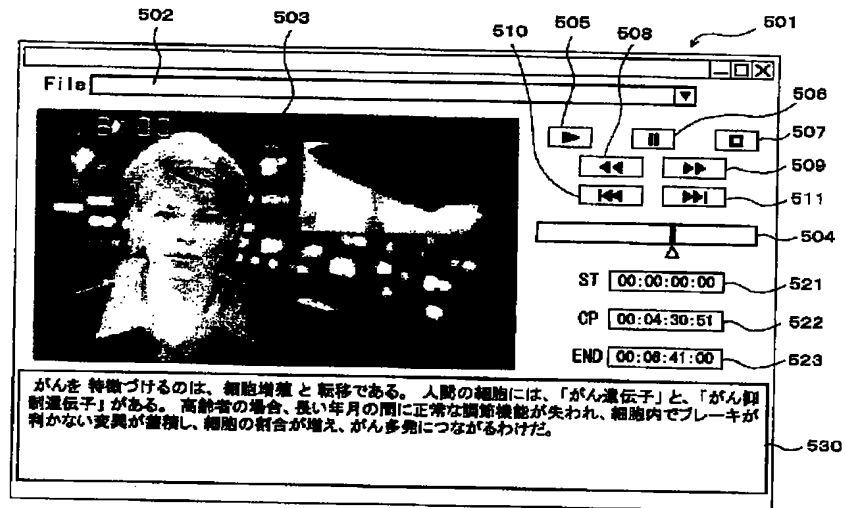 502
503
510
505
508
501
File
506
507
509
511
504
ST 00:00:00:00
521
CP 00:04:30:51
522
END 00:06:41:00
523
がんを 特徴づけるのは、細胞増殖 と 転移である。 人間の細胞には、「がん遺伝子」と、「がん抑
制遺伝子」がある。 高齢者の場合、長い年月の間に正常な調節機能が失われ、細胞内でブレーキが
利かない変異が蓄積し、細胞の割合が増え、がん多発につながるわけだ。
530